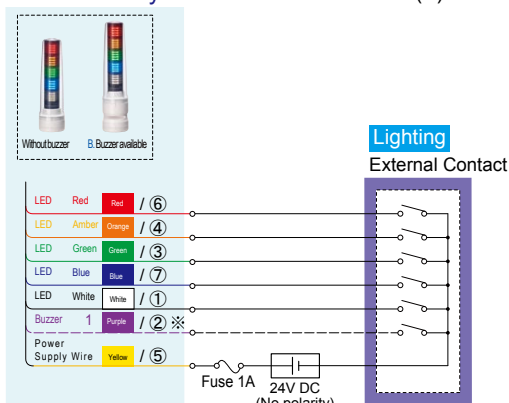 Without buzzer
B. Buzzer available
Lighting
External Contact
LED Red Red / ⑥
LED Amber Orange / ④
LED Green Green / ③
LED Blue Blue / ⑦
LED White White / ①
Buzzer 1 Purple / ② ※
Power
Supply Wire Yellow / ⑤
Fuse 1A
24V DC
(No polarity)